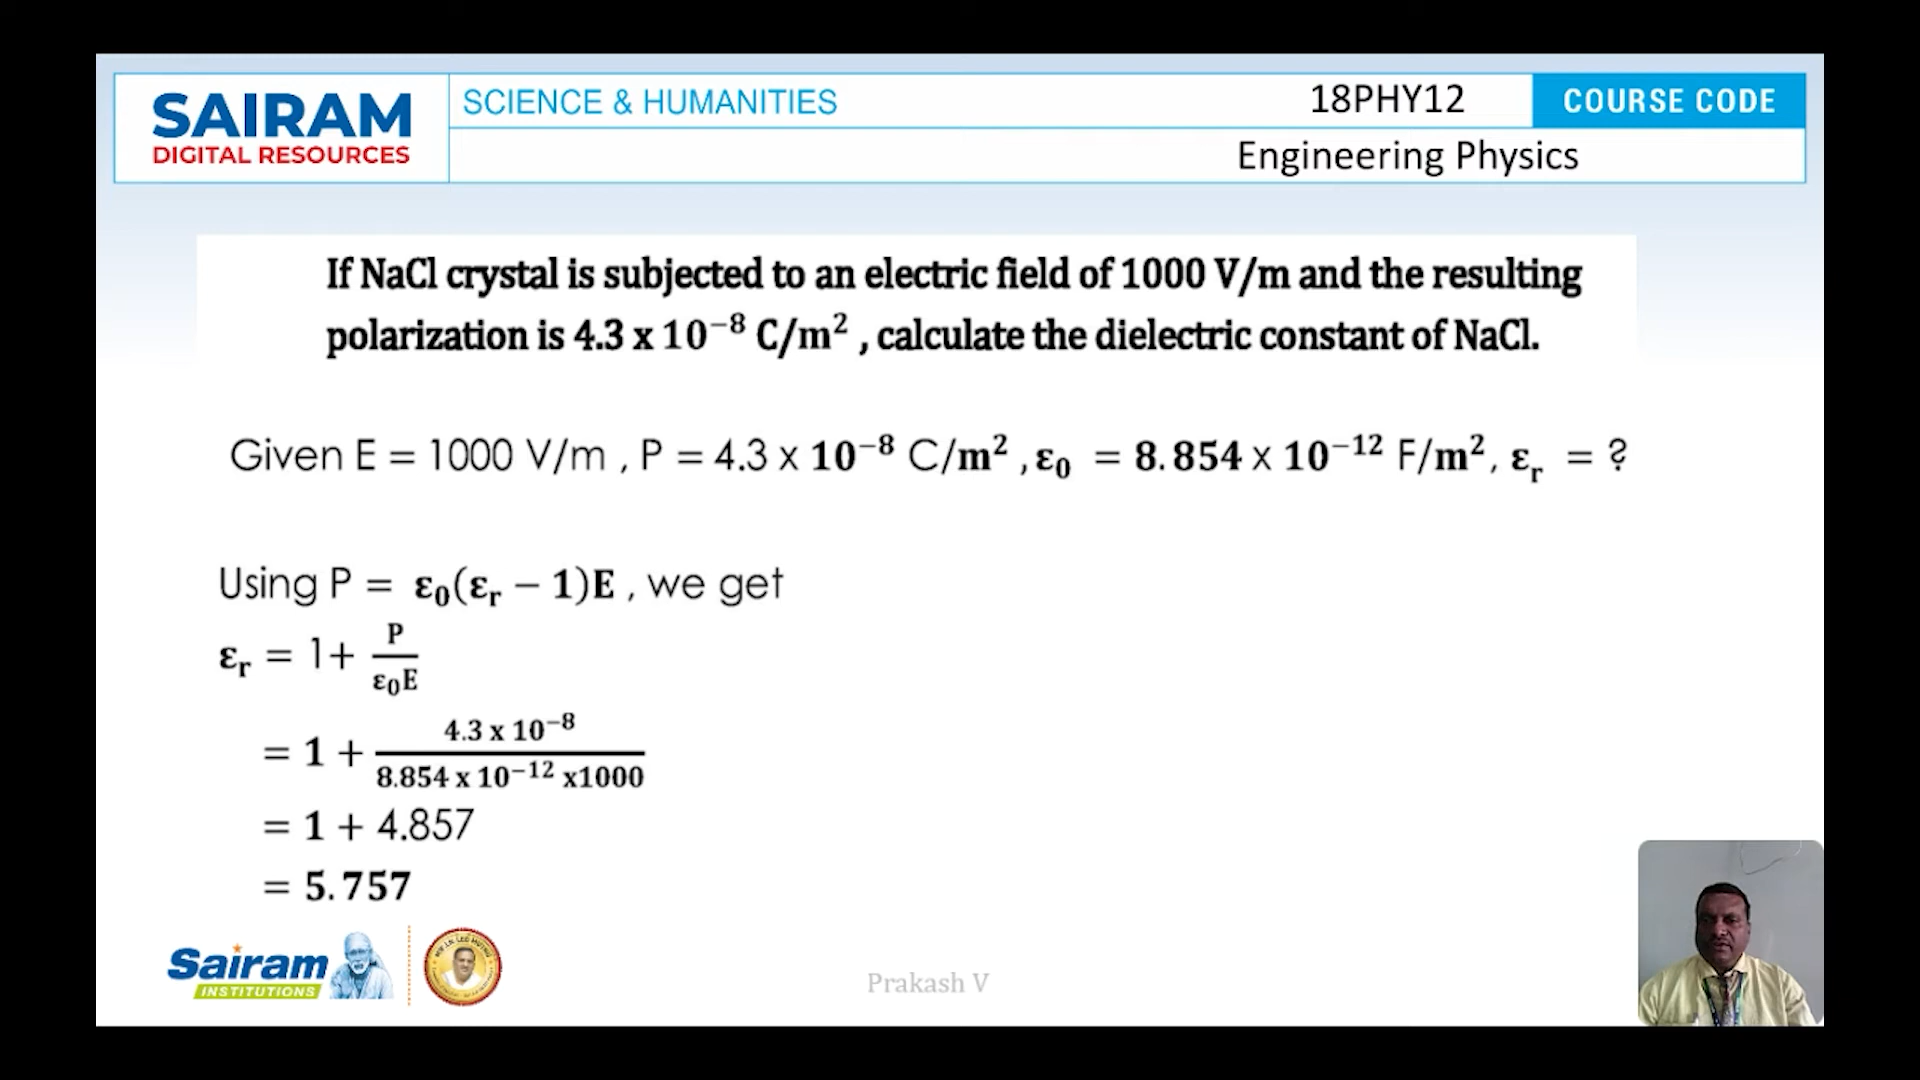 SAIRAM
DIGITAL RESOURCES
SCIENCE & HUMANITIES
18PHY12
COURSE CODE
Engineering Physics
If NaCl crystal is subjected to an electric field of 1000 V/m and the resulting
polarization is 4.3 x 10⁻⁸ C/m² , calculate the dielectric constant of NaCl.
Given E = 1000 V/m , P = 4.3 x 10⁻⁸ C/m² , ε₀ = 8.854 x 10⁻¹² F/m², εᵣ = ?
Using P = ε₀(εᵣ − 1)E , we get
εᵣ = 1+ P/ε₀E
= 1 + 4.3 x 10⁻⁸/8.854 x 10⁻¹² x1000
= 1 + 4.857
= 5.757
Sairam
INSTITUTIONS
Prakash V